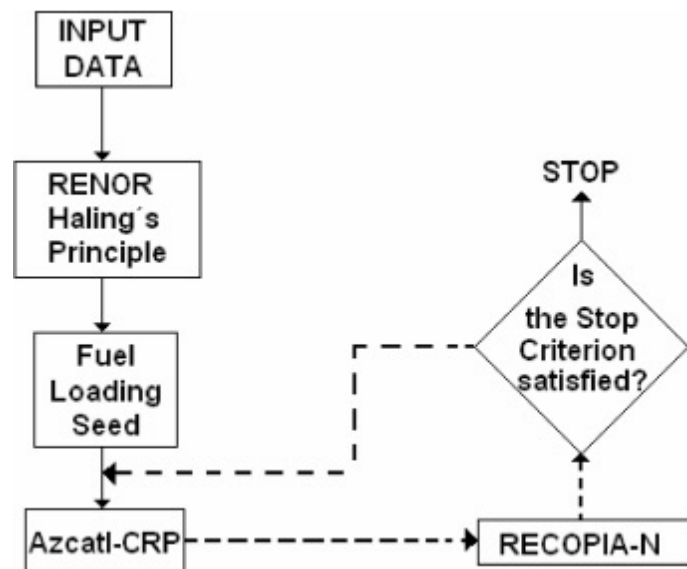 INPUT
DATA
RENOR
Haling´s
Principle
Fuel
Loading
Seed
Azcatl-CRP
RECOPIA-N
Is
the Stop
Criterion
satisfied?
STOP